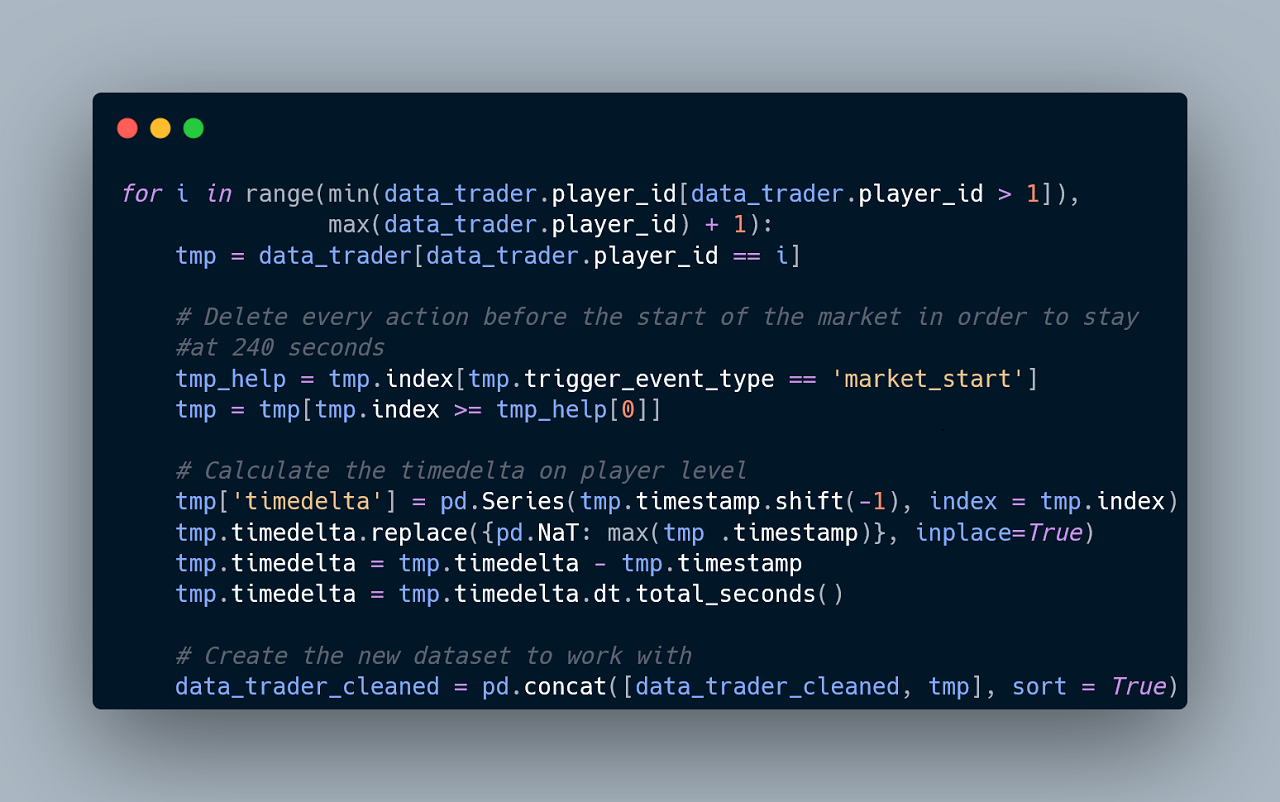 for i in range(min(data_trader.player_id[data_trader.player_id > 1]),
               max(data_trader.player_id) + 1):
    tmp = data_trader[data_trader.player_id == i]

    # Delete every action before the start of the market in order to stay
    #at 240 seconds
    tmp_help = tmp.index[tmp.trigger_event_type == 'market_start']
    tmp = tmp[tmp.index >= tmp_help[0]]

    # Calculate the timedelta on player level
    tmp['timedelta'] = pd.Series(tmp.timestamp.shift(-1), index = tmp.index)
    tmp.timedelta.replace({pd.NaT: max(tmp .timestamp)}, inplace=True)
    tmp.timedelta = tmp.timedelta - tmp.timestamp
    tmp.timedelta = tmp.timedelta.dt.total_seconds()

    # Create the new dataset to work with
    data_trader_cleaned = pd.concat([data_trader_cleaned, tmp], sort = True)